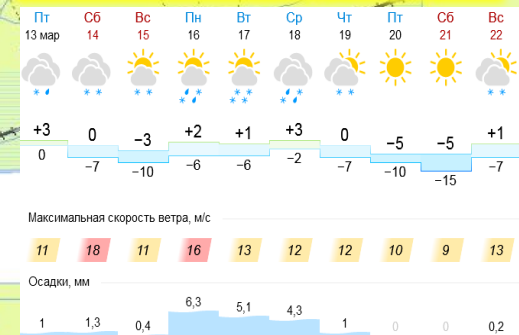 Пт Сб Вс Пн Вт Ср Чт Пт Сб Вс
13 мар 14 15 16 17 18 19 20 21 22
+3 0 −3 +2 +1 +3 0 −5 −5 +1
0 −7 −10 −6 −6 −2 −7 −10 −15 −7
Максимальная скорость ветра, м/с
11 18 11 16 13 12 12 10 9 13
Осадки, мм
1 1,3 0,4 6,3 5,1 4,3 1 0 0 0,2